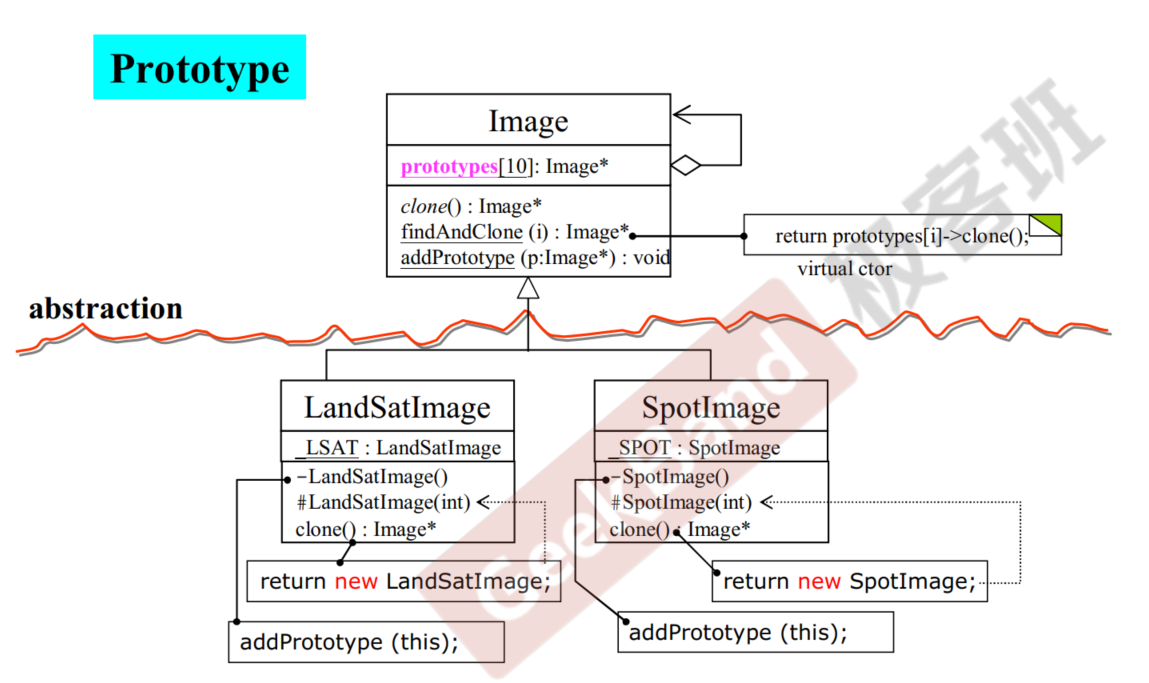 Prototype
Image
prototypes[10]: Image*
clone() : Image*
findAndClone (i) : Image*
addPrototype (p:Image*) : void
return prototypes[i]->clone();
virtual ctor
abstraction
LandSatImage
_LSAT : LandSatImage
-LandSatImage()
#LandSatImage(int)
clone() : Image*
return new LandSatImage;
addPrototype (this);
SpotImage
_SPOT : SpotImage
-SpotImage()
#SpotImage(int)
clone() : Image*
return new SpotImage;
addPrototype (this);
GeekBand
极客班